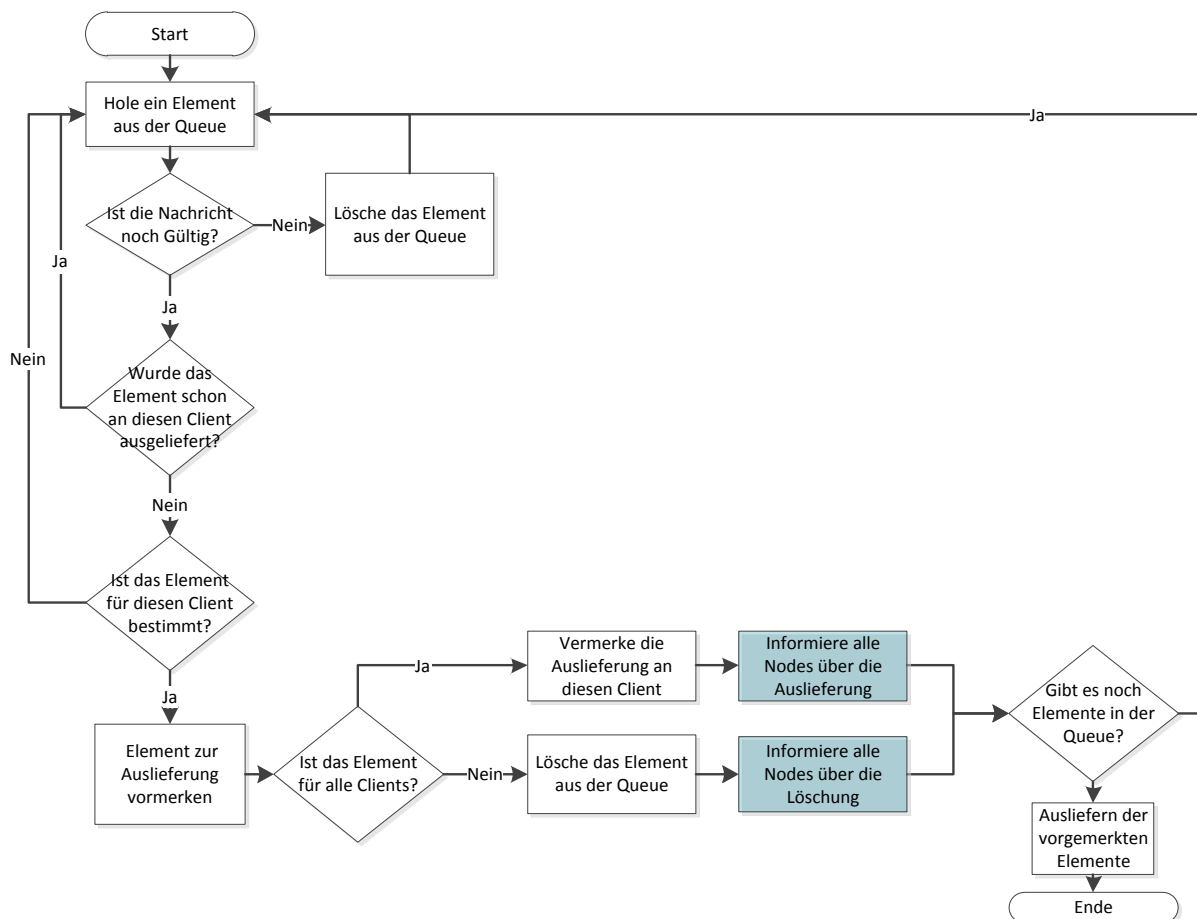 Start
Hole ein Element
aus der Queue
Ja
Ist die Nachricht
noch Gültig?
Nein
Lösche das Element
aus der Queue
Ja
Ja
Nein
Wurde das
Element schon
an diesen Client
ausgeliefert?
Nein
Ist das Element
für diesen Client
bestimmt?
Ja
Element zur
Auslieferung
vormerken
Ist das Element
für alle Clients?
Ja
Vermerke die
Auslieferung an
diesen Client
Informiere alle
Nodes über die
Auslieferung
Nein
Lösche das Element
aus der Queue
Informiere alle
Nodes über die
Löschung
Gibt es noch
Elemente in der
Queue?
Ausliefern der
vorgemerkten
Elemente
Ende